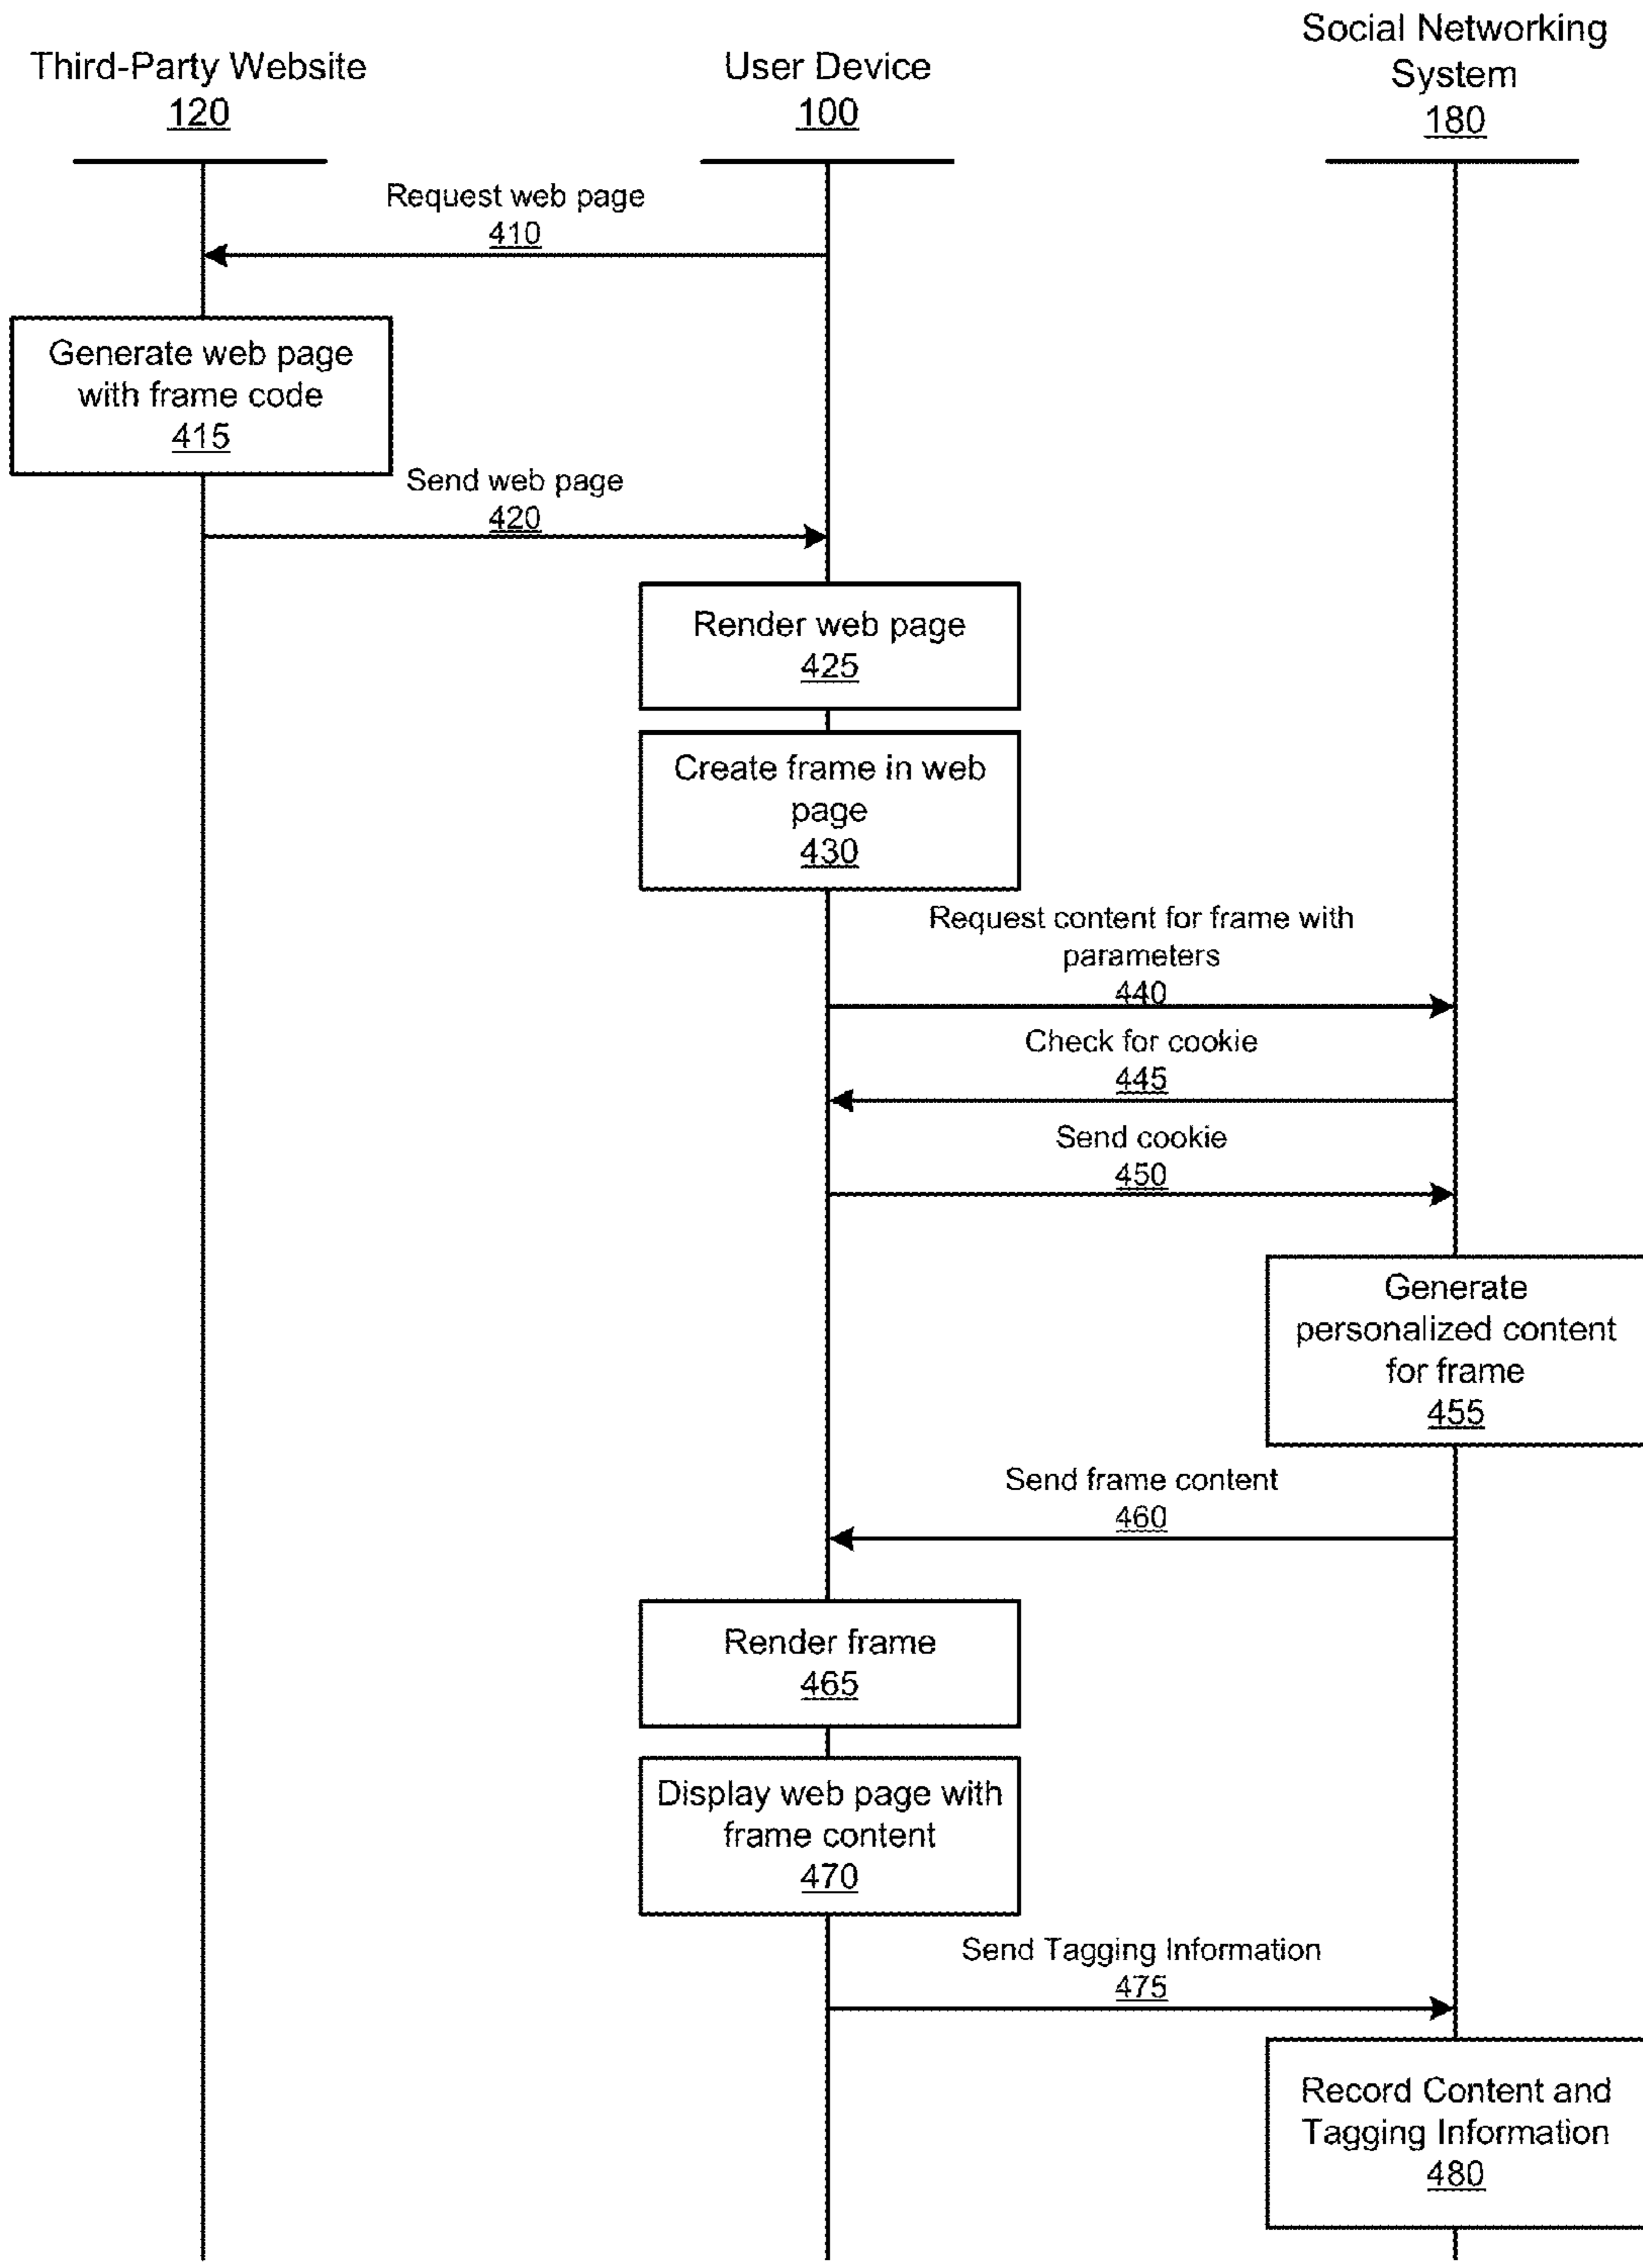 Third-Party Website
120
User Device
100
Social Networking
System
180
Request web page
410
Generate web page
with frame code
415
Send web page
420
Render web page
425
Create frame in web
page
430
Request content for frame with
parameters
440
Check for cookie
445
Send cookie
450
Generate
personalized content
for frame
455
Send frame content
460
Render frame
465
Display web page with
frame content
470
Send Tagging Information
475
Record Content and
Tagging Information
480